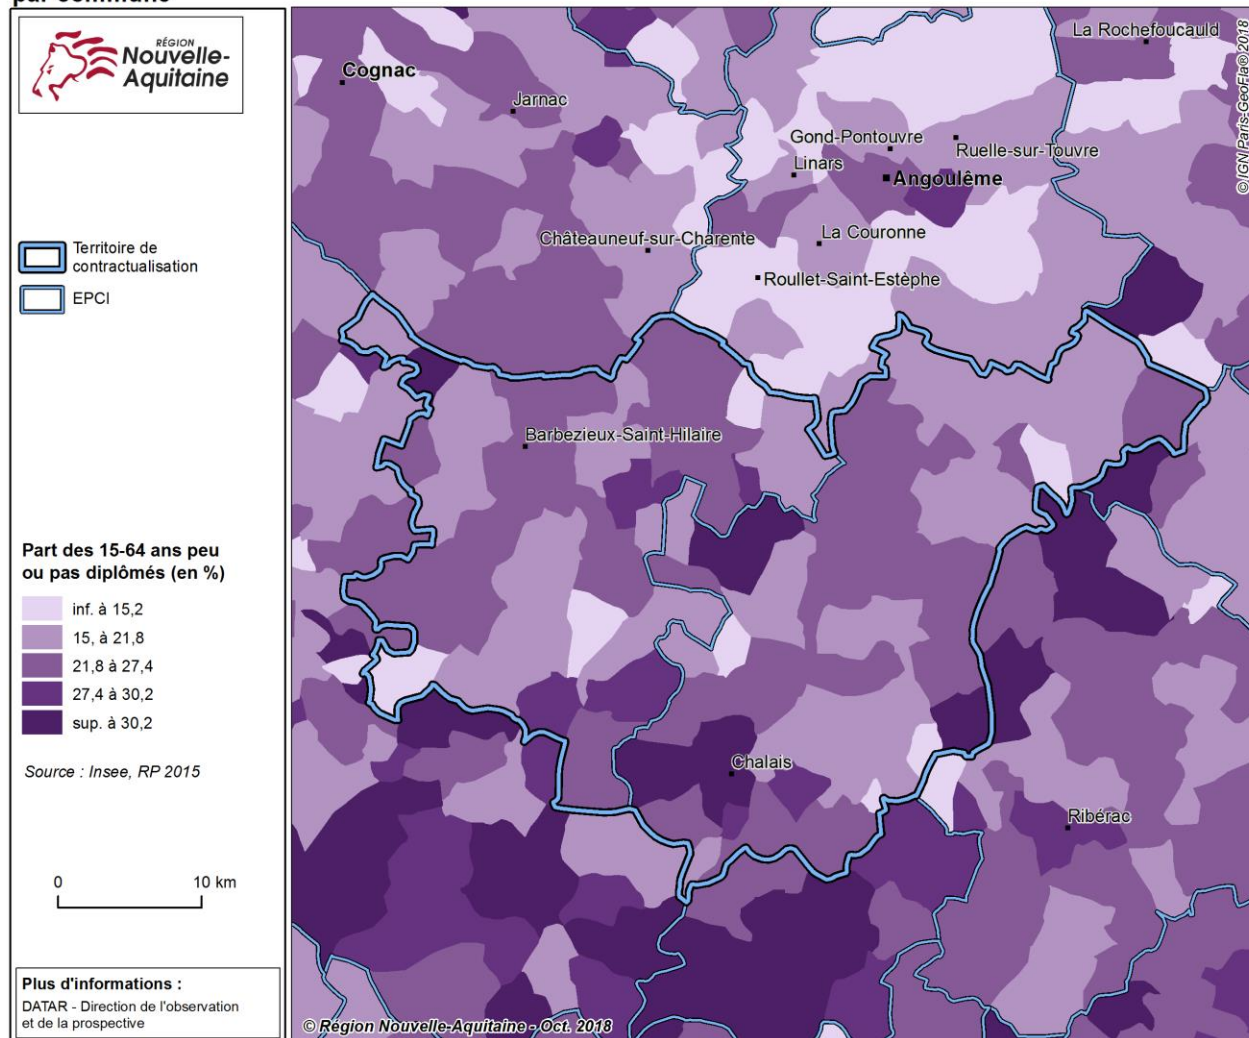 par commune
RÉGION
Nouvelle-
Aquitaine
Territoire de
contractualisation
EPCI
Part des 15-64 ans peu
ou pas diplômés (en %)
inf. à 15,2
15, à 21,8
21,8 à 27,4
27,4 à 30,2
sup. à 30,2
Source : Insee, RP 2015
0 10 km
Plus d'informations :
DATAR - Direction de l'observation
et de la prospective
La Rochefoucauld
Cognac
Jarnac
Gond-Pontouvre
Ruelle-sur-Touvre
Linars
Angoulême
La Couronne
Châteauneuf-sur-Charente
Roullet-Saint-Estèphe
Barbezieux-Saint-Hilaire
Chalais
Ribérac
© IGN Paris-GeoFla®2018
© Région Nouvelle-Aquitaine - Oct. 2018